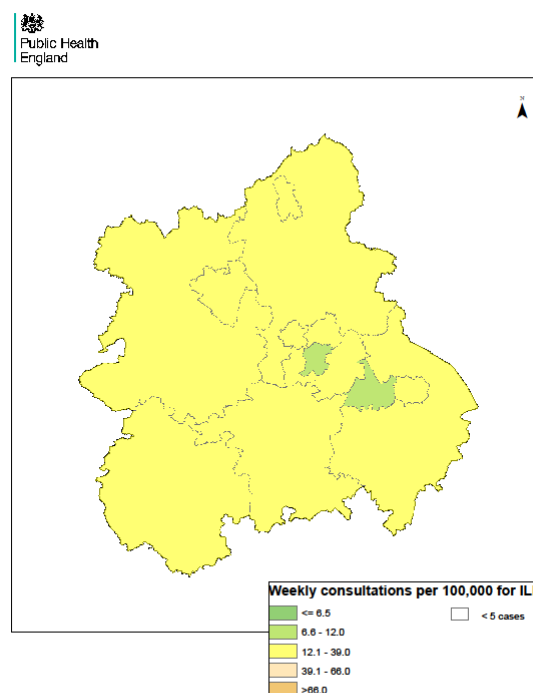 Public Health
England
N
Weekly consultations per 100,000 for IL
<= 6.5
< 5 cases
6.6 - 12.0
12.1 - 39.0
39.1 - 66.0
>66.0